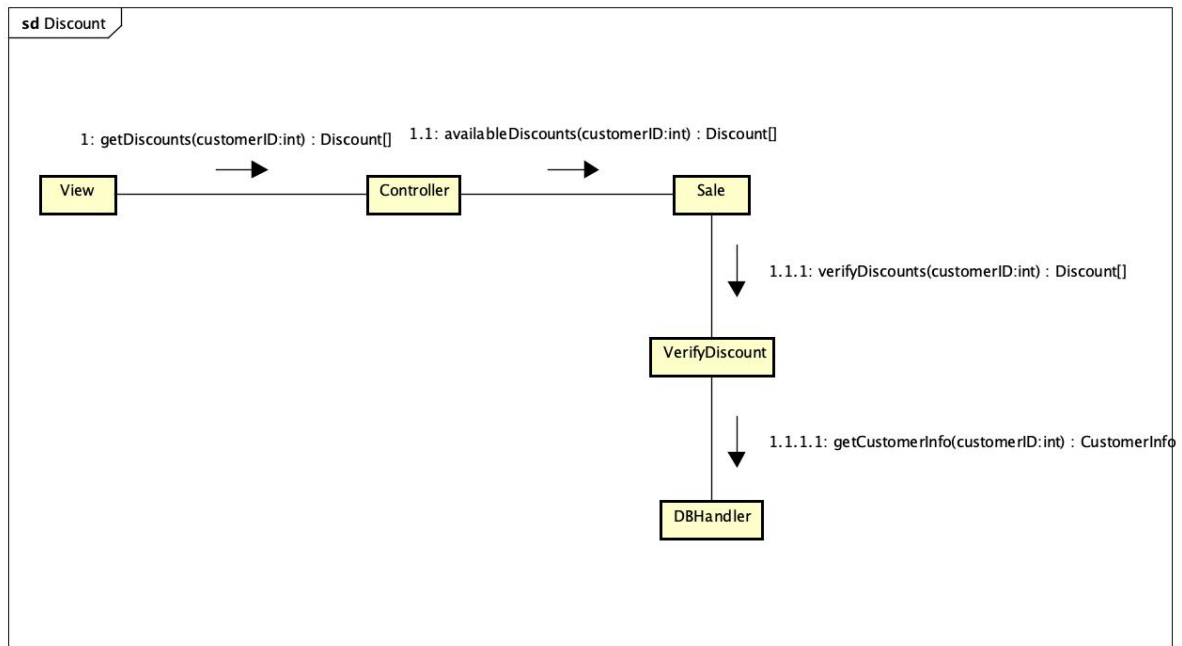 sd Discount
1: getDiscounts(customerID:int) : Discount[]
1.1: availableDiscounts(customerID:int) : Discount[]
View
Controller
Sale
1.1.1: verifyDiscounts(customerID:int) : Discount[]
VerifyDiscount
1.1.1.1: getCustomerInfo(customerID:int) : CustomerInfo
DBHandler